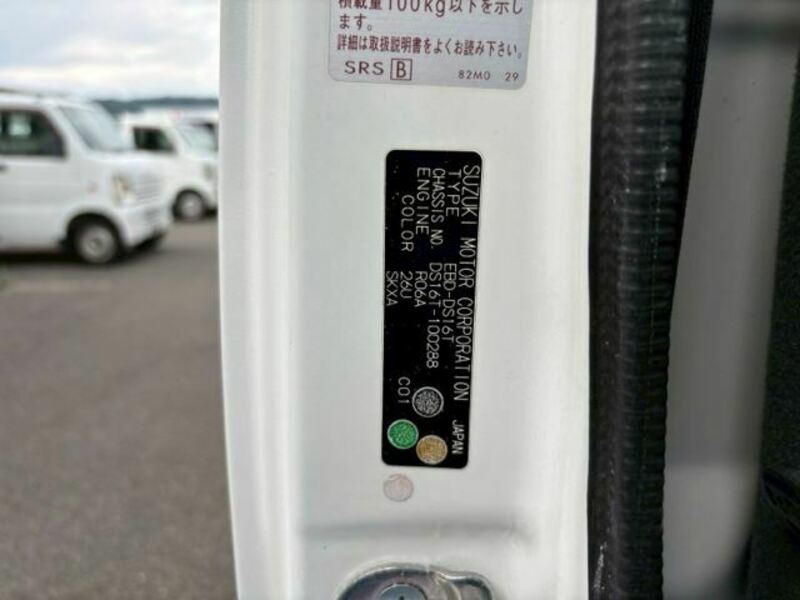 積載量100kg以下を示し
ます。
詳細は取扱説明書をよくお読み下さい。
SRS B
82M0 29
SUZUKI MOTOR CORPORATION JAPAN
TYPE EBD-DS16T
CHASSIS NO. DS16T-100288
ENGINE R06A C01
COLOR 26U
SKXA